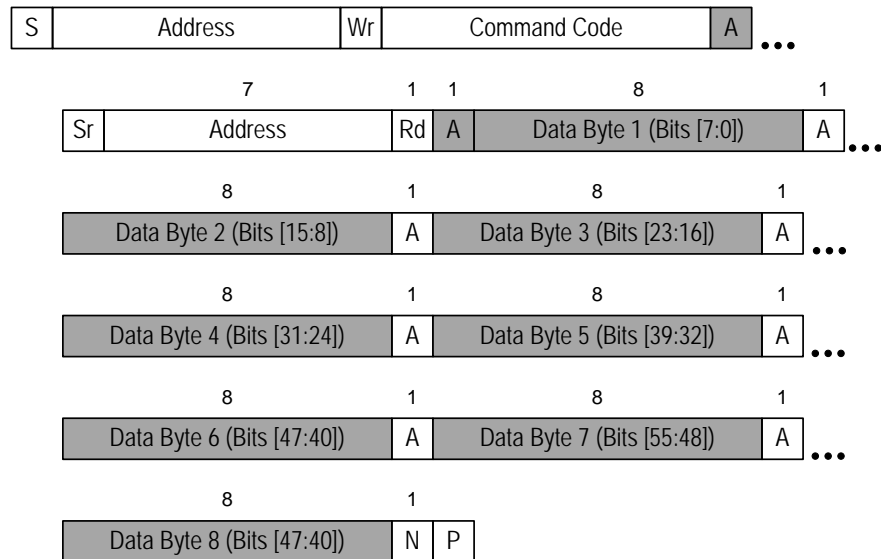 S Address Wr Command Code A
7 1 1 8 1
Sr Address Rd A Data Byte 1 (Bits [7:0]) A
8 1 8 1
Data Byte 2 (Bits [15:8]) A Data Byte 3 (Bits [23:16]) A
8 1 8 1
Data Byte 4 (Bits [31:24]) A Data Byte 5 (Bits [39:32]) A
8 1 8 1
Data Byte 6 (Bits [47:40]) A Data Byte 7 (Bits [55:48]) A
8 1
Data Byte 8 (Bits [47:40]) N P